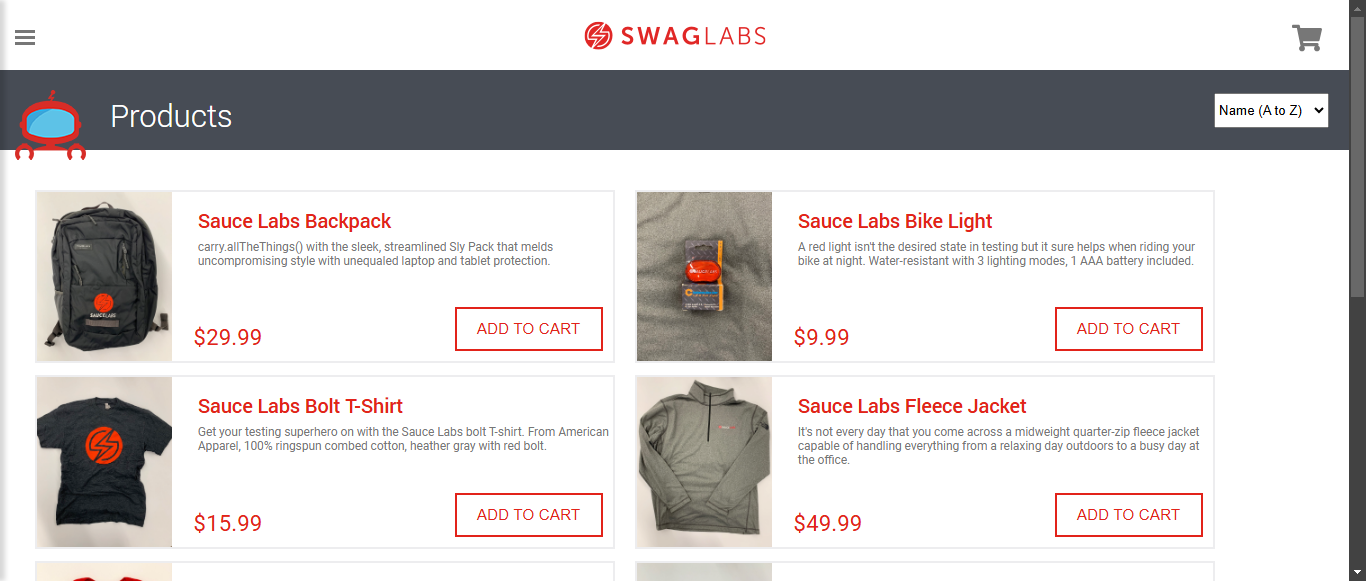 SWAGLABS
Products
Name (A to Z)
Sauce Labs Backpack
carry.allTheThings() with the sleek, streamlined Sly Pack that melds
uncompromising style with unequaled laptop and tablet protection.
$29.99
ADD TO CART
SAUCELABS
Sauce Labs Bike Light
A red light isn't the desired state in testing but it sure helps when riding your
bike at night. Water-resistant with 3 lighting modes, 1 AAA battery included.
$9.99
ADD TO CART
Sauce Labs Bolt T-Shirt
Get your testing superhero on with the Sauce Labs bolt T-shirt. From American
Apparel, 100% ringspun combed cotton, heather gray with red bolt.
$15.99
ADD TO CART
Sauce Labs Fleece Jacket
It's not every day that you come across a midweight quarter-zip fleece jacket
capable of handling everything from a relaxing day outdoors to a busy day at
the office.
$49.99
ADD TO CART